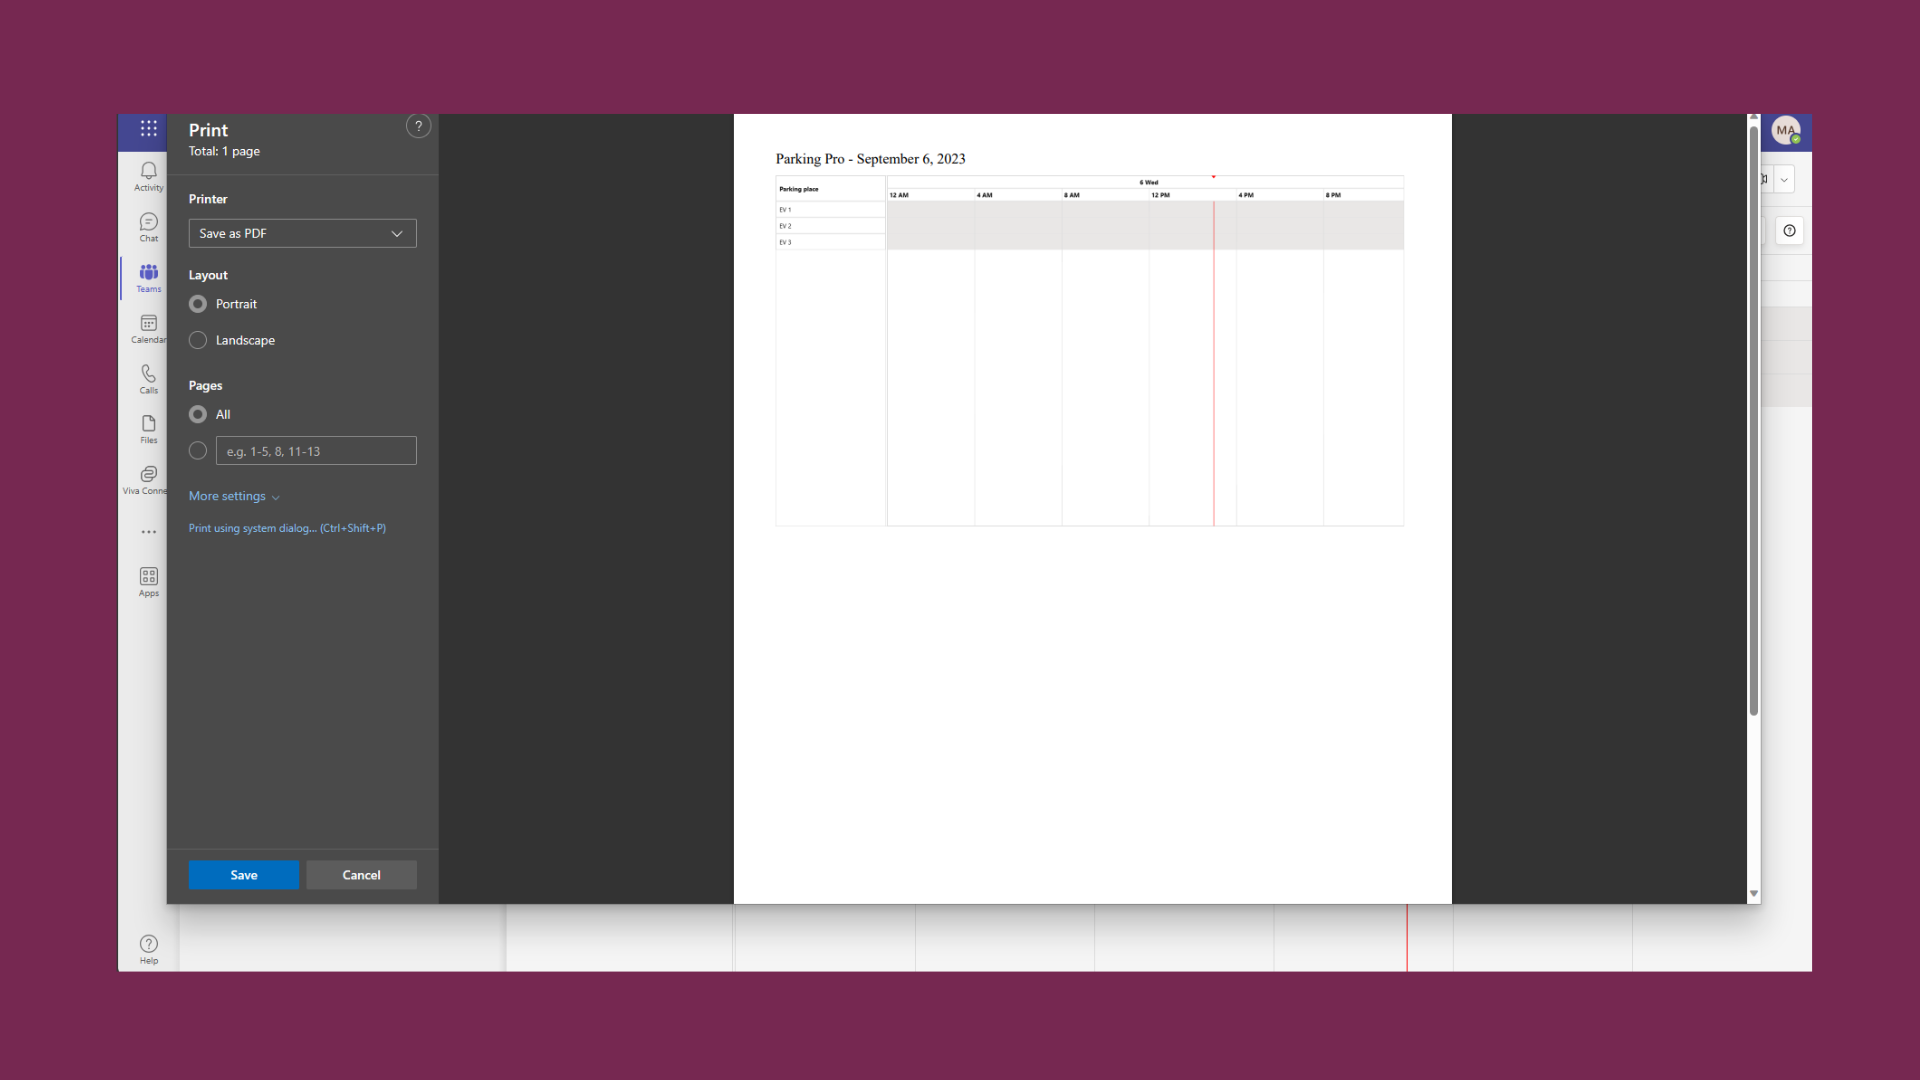 Print
?
Total: 1 page
Printer
Save as PDF
Layout
Portrait
Landscape
Pages
All
e.g. 1-5, 8, 11-13
More settings
Print using system dialog... (Ctrl+Shift+P)
Save
Cancel
Activity
Chat
Teams
Calendar
Calls
Files
Viva Conne
Apps
Help
Parking Pro - September 6, 2023
Parking place
6 Wed
12 AM 4 AM 8 AM 12 PM 4 PM 8 PM
EV 1
EV 2
EV 3
MA